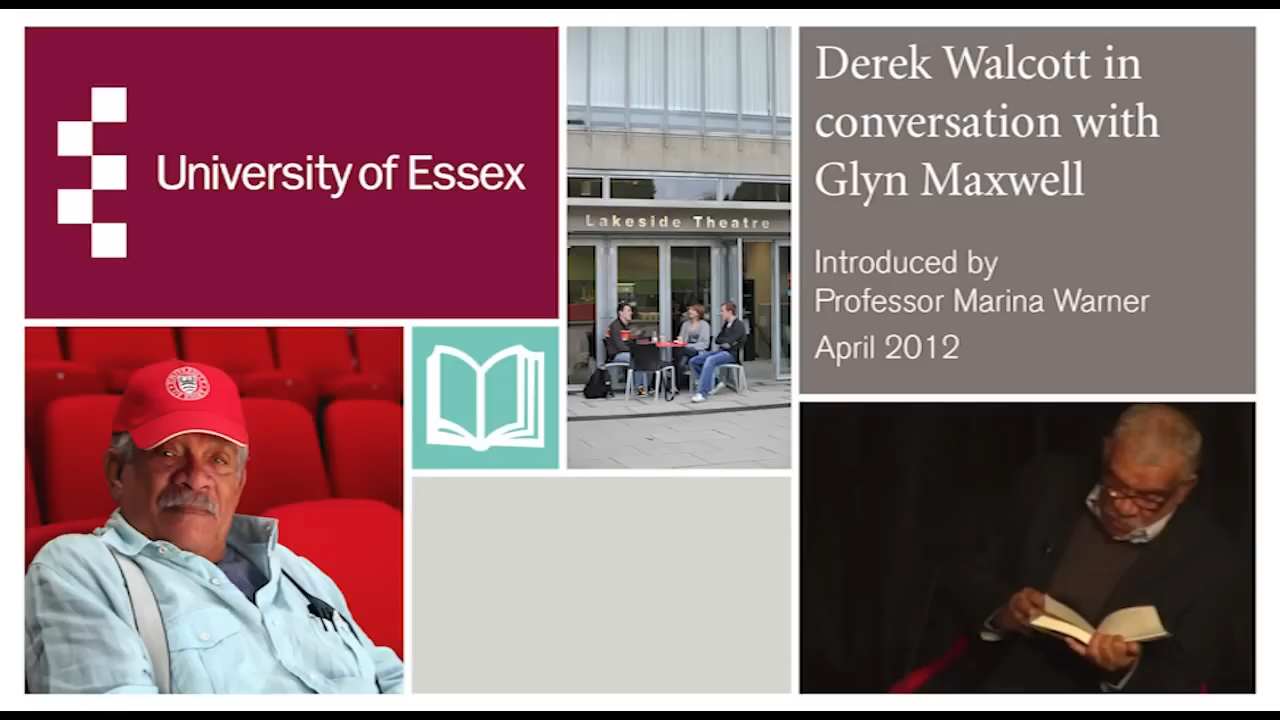 University of Essex
Lakeside Theatre
Derek Walcott in
conversation with
Glyn Maxwell
Introduced by
Professor Marina Warner
April 2012